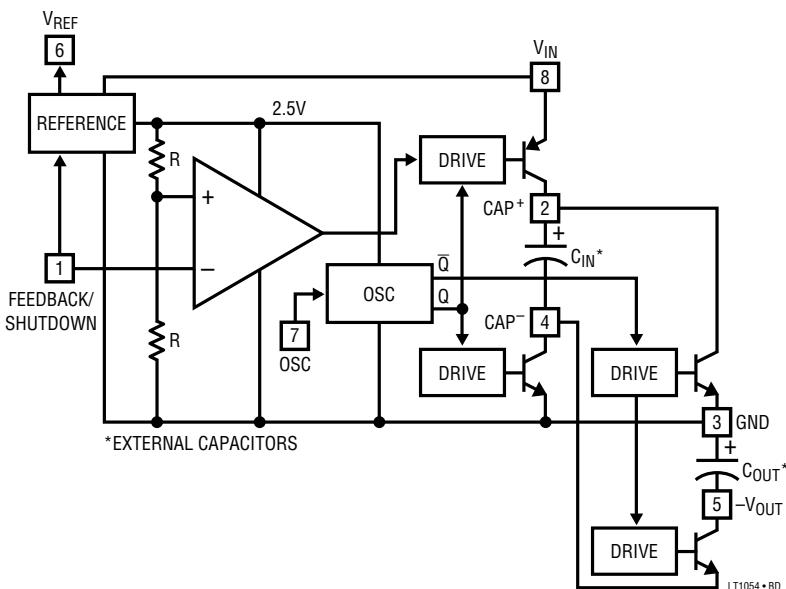 VREF
6
VIN
8
REFERENCE
2.5V
R
DRIVE
+
CAP+
2
+
CIN*
–
1
FEEDBACK/
SHUTDOWN
Q̅
OSC
Q
7
OSC
CAP–
4
R
DRIVE
DRIVE
3
GND
*EXTERNAL CAPACITORS
+
COUT*
5
–VOUT
DRIVE
LT1054 • BD